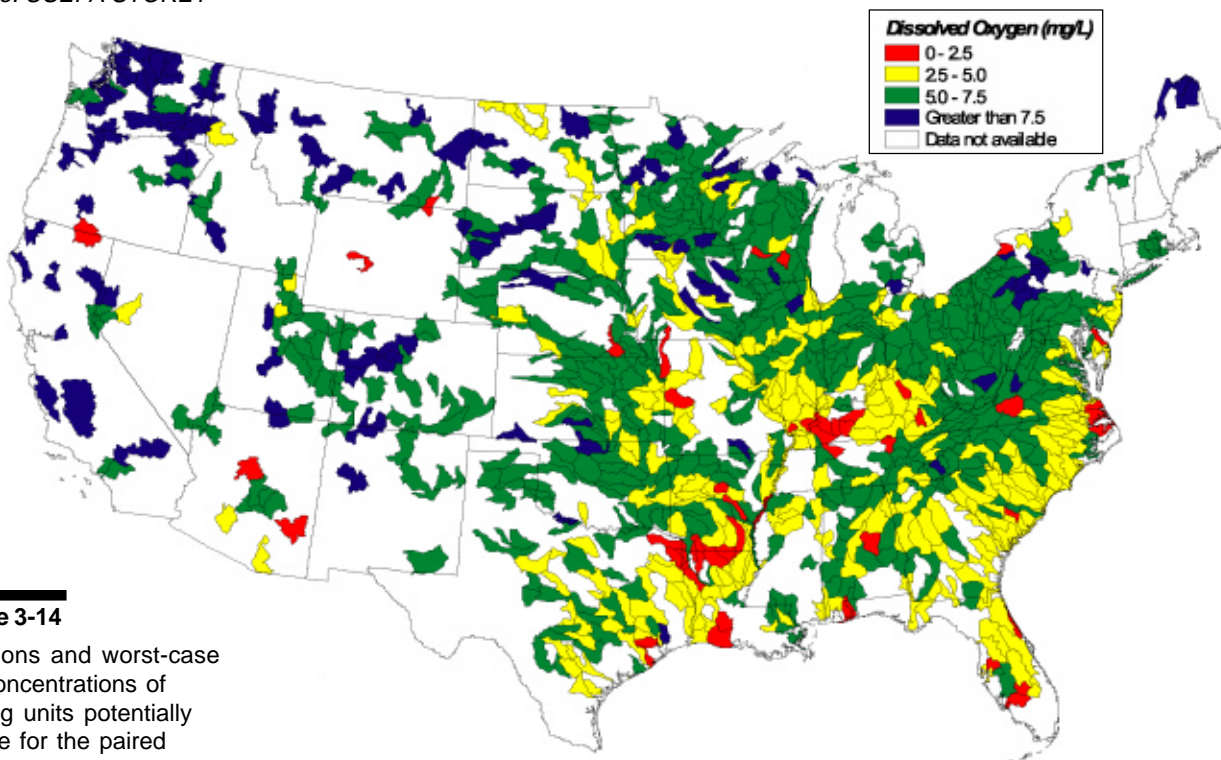 Dissolved Oxygen (mg/L)
0 - 2.5
2.5 - 5.0
5.0 - 7.5
Greater than 7.5
Data not available
e 3-14
ons and worst-case
oncentrations of
g units potentially
e for the paired